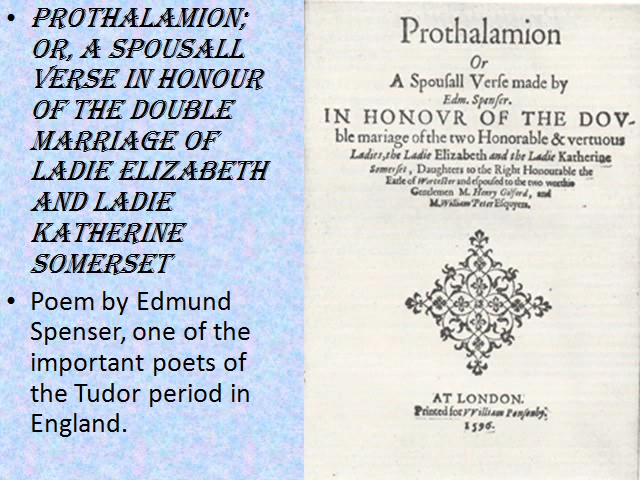 • PROTHALAMION;
OR, A SPOUSALL
VERSE IN HONOUR
OF THE DOUBLE
MARRIAGE OF
LADIE ELIZABETH
AND LADIE
KATHERINE
SOMERSET
• Poem by Edmund
Spenser, one of the
important poets of
the Tudor period in
England.
Prothalamion
Or
A Spouſall Verſe made by
Edm. Spenſer.
IN HONVR OF THE DOV-
ble mariage of the two Honorable & vertuous
Ladies, the Ladie Elizabeth and the Ladie Katherine
Somerſet, Daughters to the Right Honourable the
Earle of Worceſter and eſpouſed to the two worthie
Gentlemen M. Henry Gilford, and
M. William Peter Eſquyers.
AT LONDON.
Printed for VVilliam Ponſonby.
1596.